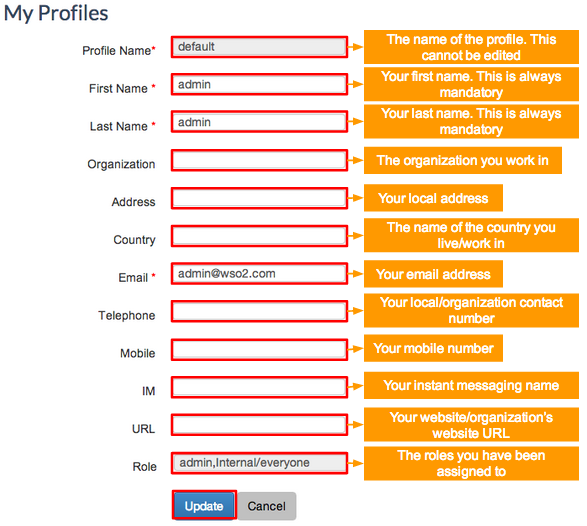 My Profiles
Profile Name* default The name of the profile. This
cannot be edited
First Name * admin Your first name. This is always
mandatory
Last Name * admin Your last name. This is always
mandatory
Organization The organization you work in
Address Your local address
Country The name of the country you
live/work in
Email * admin@wso2.com Your email address
Telephone Your local/organization contact
number
Mobile Your mobile number
IM Your instant messaging name
URL Your website/organization's
website URL
Role admin,Internal/everyone The roles you have been
assigned to
Update Cancel